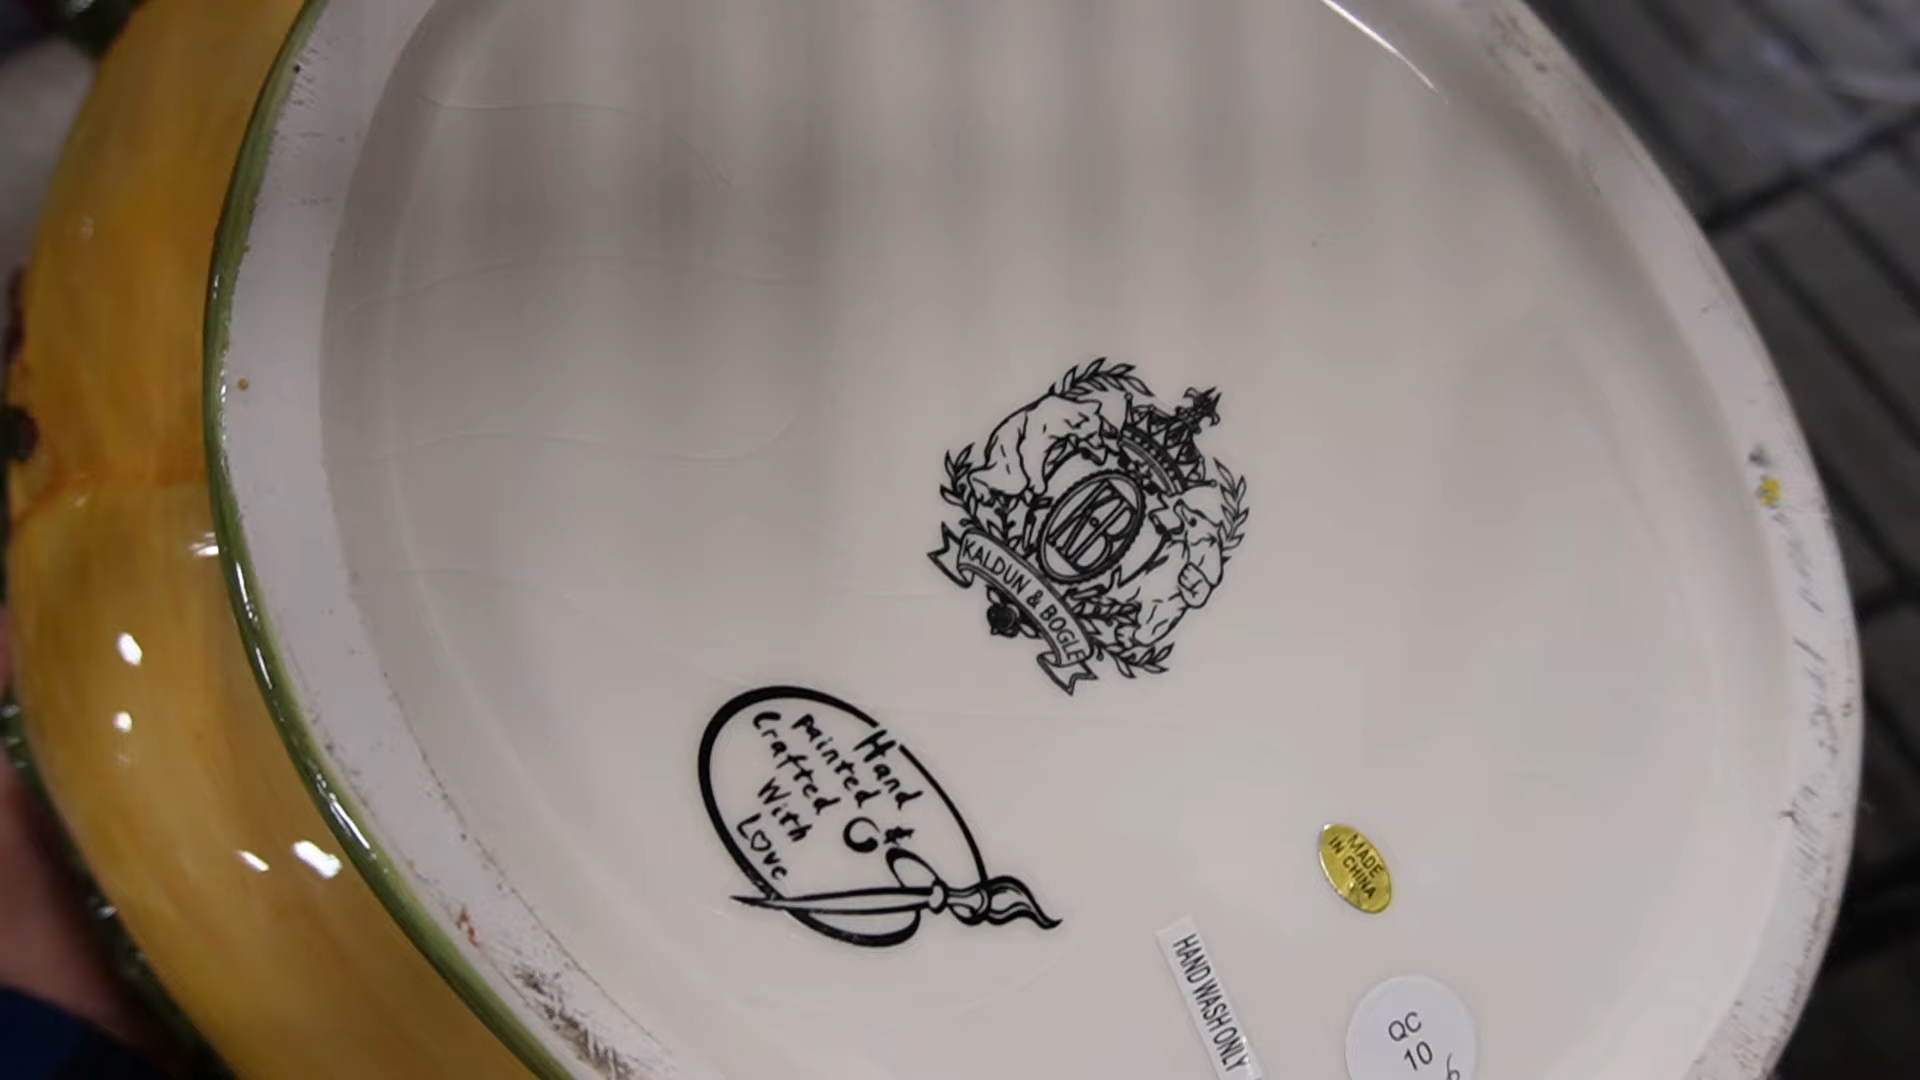 KB
KALDUN & BOGLE
Hand
painted &
Crafted
With
Love
MADE
IN CHINA
HAND WASH ONLY
QC
10